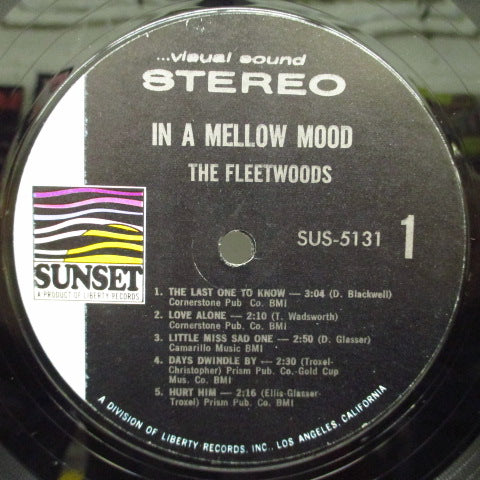 ...visual sound
STEREO
IN A MELLOW MOOD
THE FLEETWOODS
SUS-5131 1
SUNSET
A PRODUCT OF LIBERTY RECORDS
1. THE LAST ONE TO KNOW — 3:04 (D. Blackwell)
Cornerstone Pub. Co. BMI
2. LOVE ALONE — 2:10 (T. Wadsworth)
Cornerstone Pub. Co. BMI
3. LITTLE MISS SAD ONE — 2:50 (D. Glasser)
Camarillo Music BMI
4. DAYS DWINDLE BY — 2:30 (Troxel-
Christopher) Prism Pub. Co.-Gold Cup
Mus. Co. BMI
5. HURT HIM — 2:16 (Ellis-Glasser-
Troxel) Prism Pub. Co. BMI
A DIVISION OF LIBERTY RECORDS, INC., LOS ANGELES, CALIFORNIA